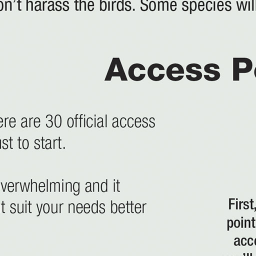 on't harass the birds. Some species will
Access Po
ere are 30 official access
ust to start.
verwhelming and it
t suit your needs better
First,
point
acce